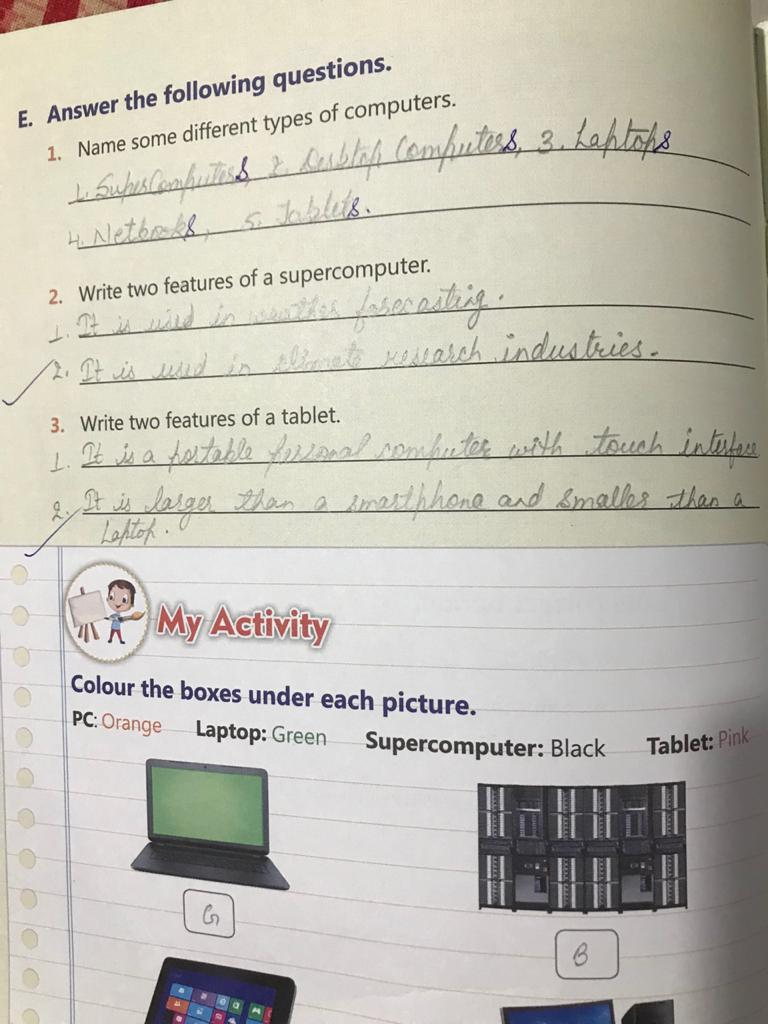 E. Answer the following questions.
1. Name some different types of computers.
1. SuperComputers, 2. Desktop Computers, 3. Laptops
4. Netbooks, 5. Tablets.
2. Write two features of a supercomputer.
1. It is used in weather forecasting.
2. It is used in climate research industries.
3. Write two features of a tablet.
1. It is a portable personal computer with touch interface
2. It is larger than a smartphone and smaller than a
Laptop.
My Activity
Colour the boxes under each picture.
PC: Orange Laptop: Green Supercomputer: Black Tablet: Pink
G
B